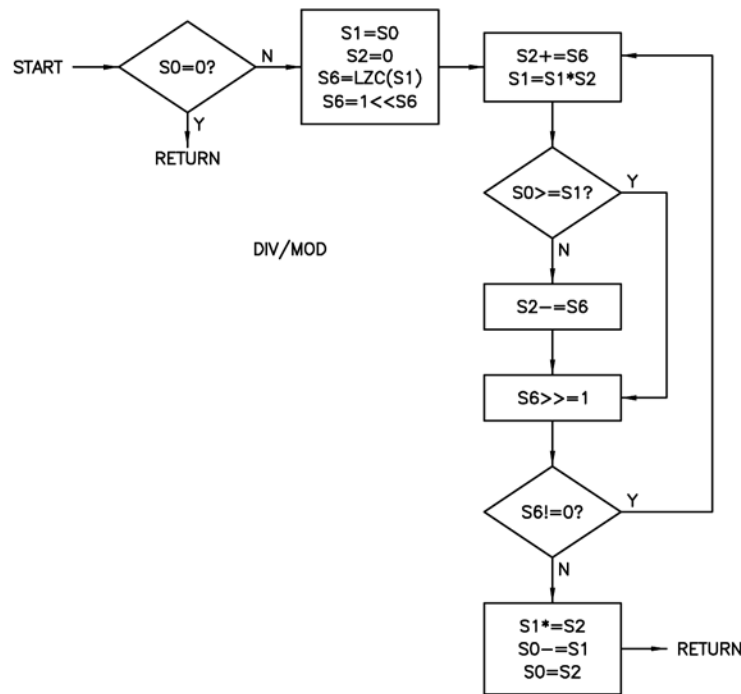 START
S0=0?
N
Y
RETURN
S1=S0
S2=0
S6=LZC(S1)
S6=1<<S6
S2+=S6
S1=S1*S2
S0>=S1?
Y
N
DIV/MOD
S2-=S6
S6>>=1
S6!=0?
Y
N
S1*=S2
S0-=S1
S0=S2
RETURN